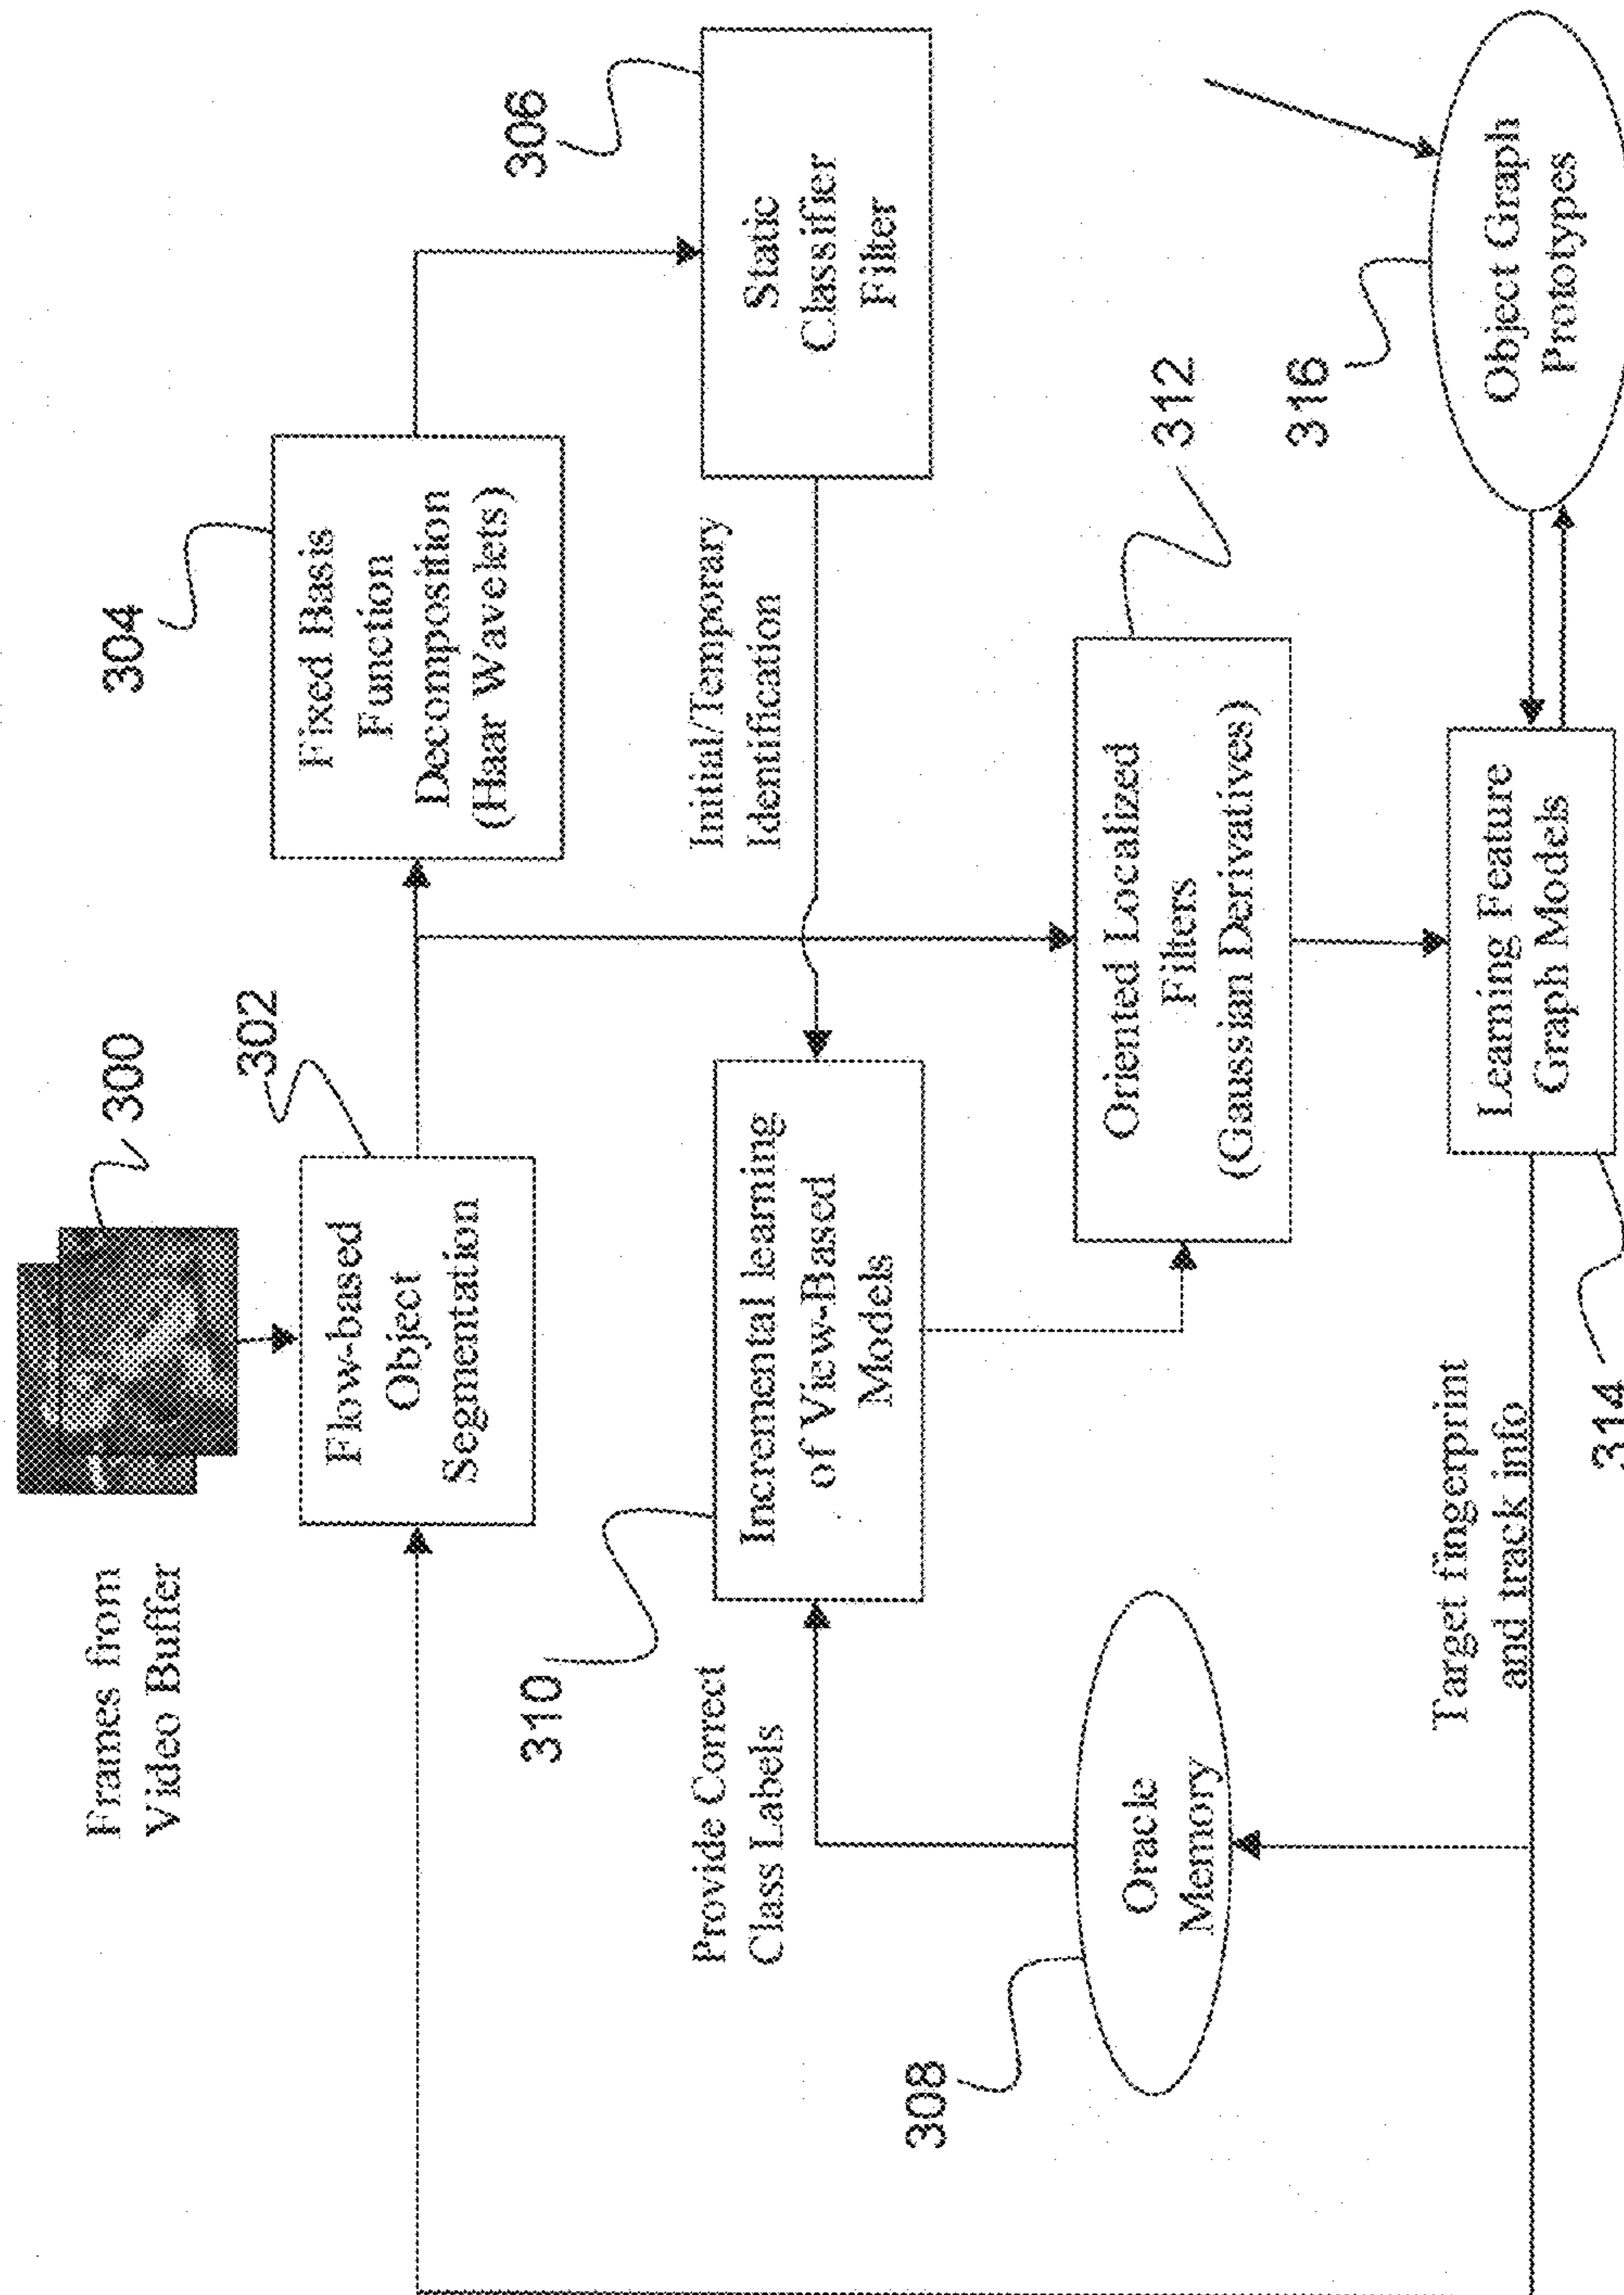 Frames from
Video Buffer
300
302
Flow-based
Object
Segmentation
304
Fixed Basis
Function
Decomposition
(Haar Wavelets)
306
Static
Classifier
Filter
Initial/Temporary
Identification
310
Incremental learning
of View-Based
Models
Provide Correct
Class Labels
308
Oracle
Memory
312
Oriented Localized
Filters
(Gaussian Derivatives)
316
Object Graph
Prototypes
Learning Feature
Graph Models
314
Target fingerprint
and track info